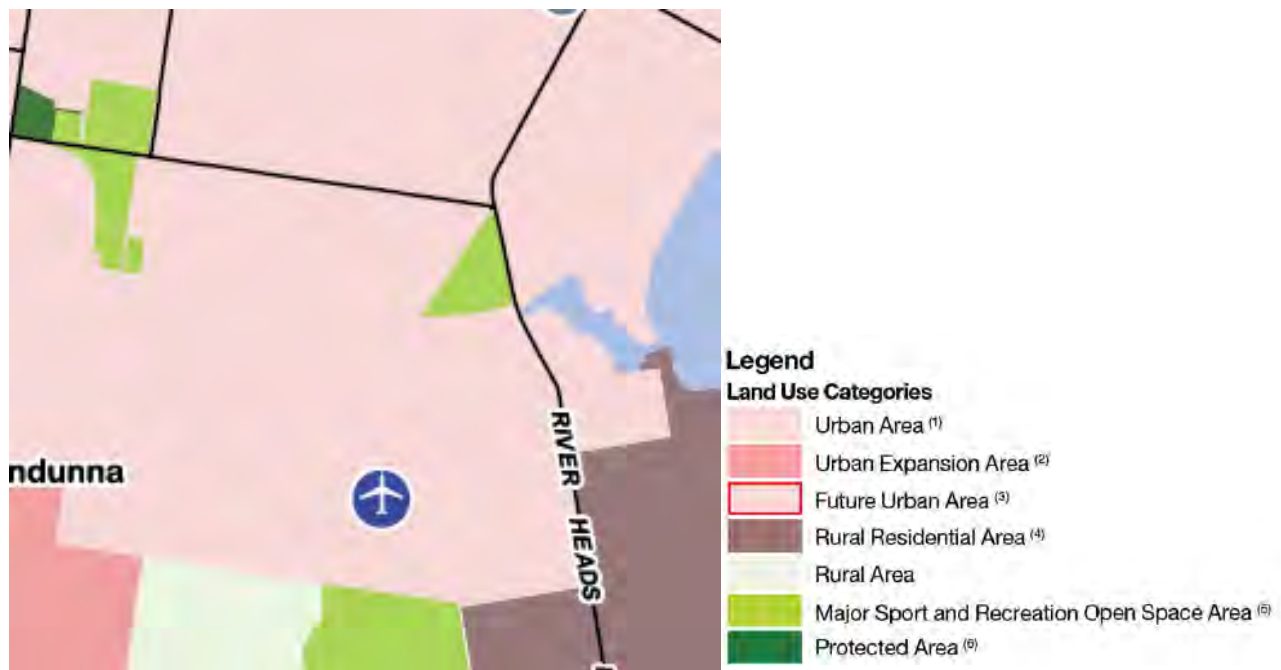 ndunna
RIVER HEADS
Legend
Land Use Categories
Urban Area (1)
Urban Expansion Area (2)
Future Urban Area (3)
Rural Residential Area (4)
Rural Area
Major Sport and Recreation Open Space Area (5)
Protected Area (6)